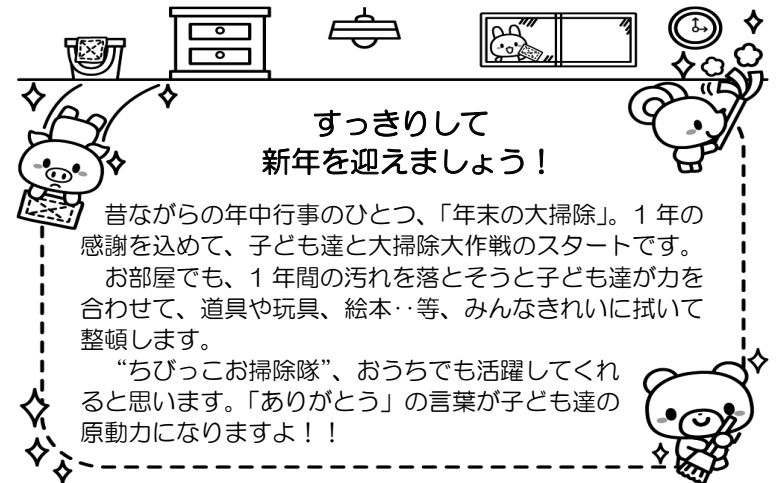 すっきりして
新年を迎えましょう！
昔ながらの年中行事のひとつ、「年末の大掃除」。１年の
感謝を込めて、子ども達と大掃除大作戦のスタートです。
お部屋でも、１年間の汚れを落とそうと子ども達が力を
合わせて、道具や玩具、絵本‥等、みんなきれいに拭いて
整頓します。
“ちびっこお掃除隊”、おうちでも活躍してくれ
ると思います。「ありがとう」の言葉が子ども達の
原動力になりますよ！！